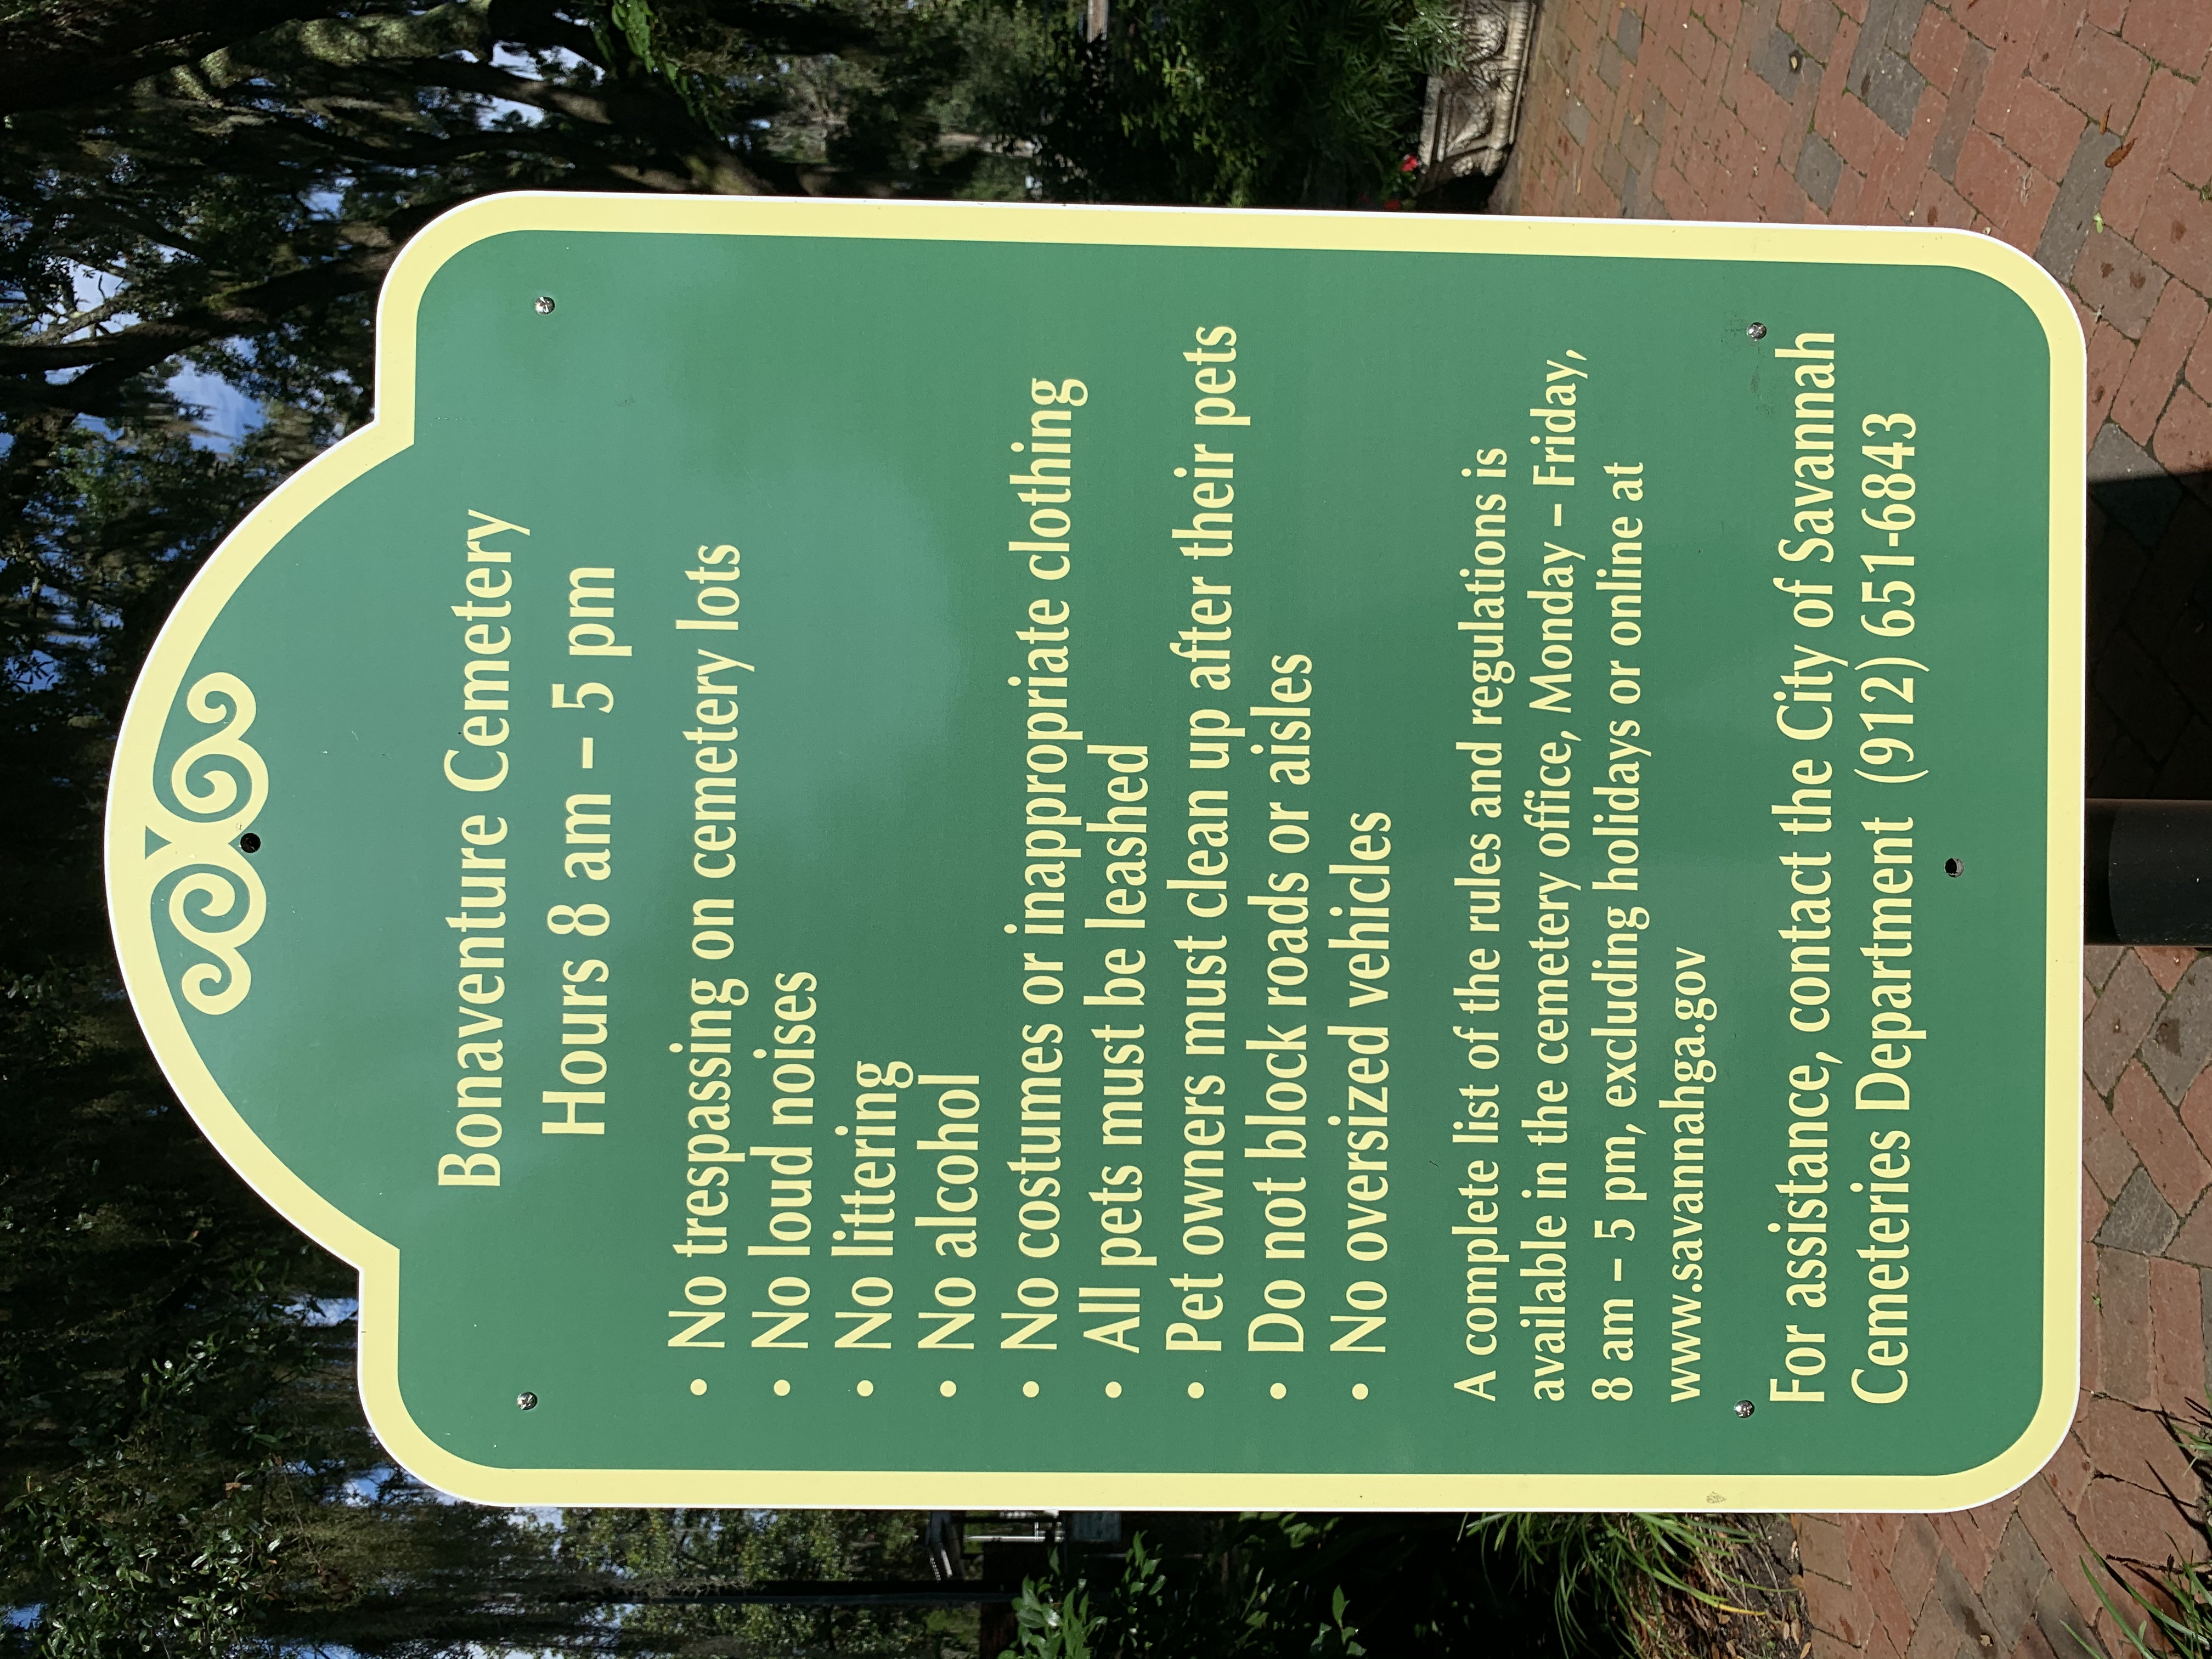 Bonaventure Cemetery
Hours 8 am – 5 pm
• No trespassing on cemetery lots
• No loud noises
• No littering
• No alcohol
• No costumes or inappropriate clothing
• All pets must be leashed
• Pet owners must clean up after their pets
• Do not block roads or aisles
• No oversized vehicles
A complete list of the rules and regulations is
available in the cemetery office, Monday – Friday,
8 am – 5 pm, excluding holidays or online at
www.savannahga.gov
For assistance, contact the City of Savannah
Cemeteries Department (912) 651-6843